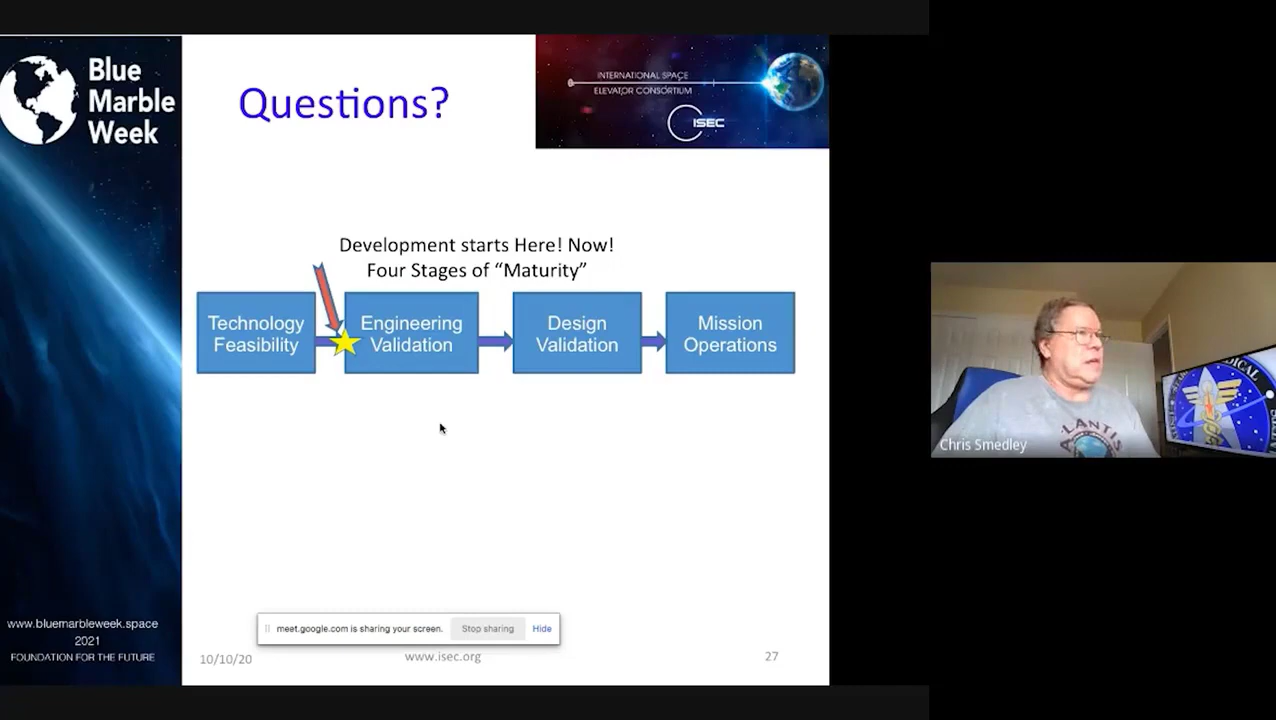 Blue
Marble
Week
Questions?
INTERNATIONAL SPACE
ELEVATOR CONSORTIUM
ISEC
Development starts Here! Now!
Four Stages of “Maturity”
Technology
Feasibility
Engineering
Validation
Design
Validation
Mission
Operations
Chris Smedley
meet.google.com is sharing your screen.
Stop sharing
Hide
www.bluemarbleweek.space
2021
FOUNDATION FOR THE FUTURE
10/10/20
www.isec.org
27